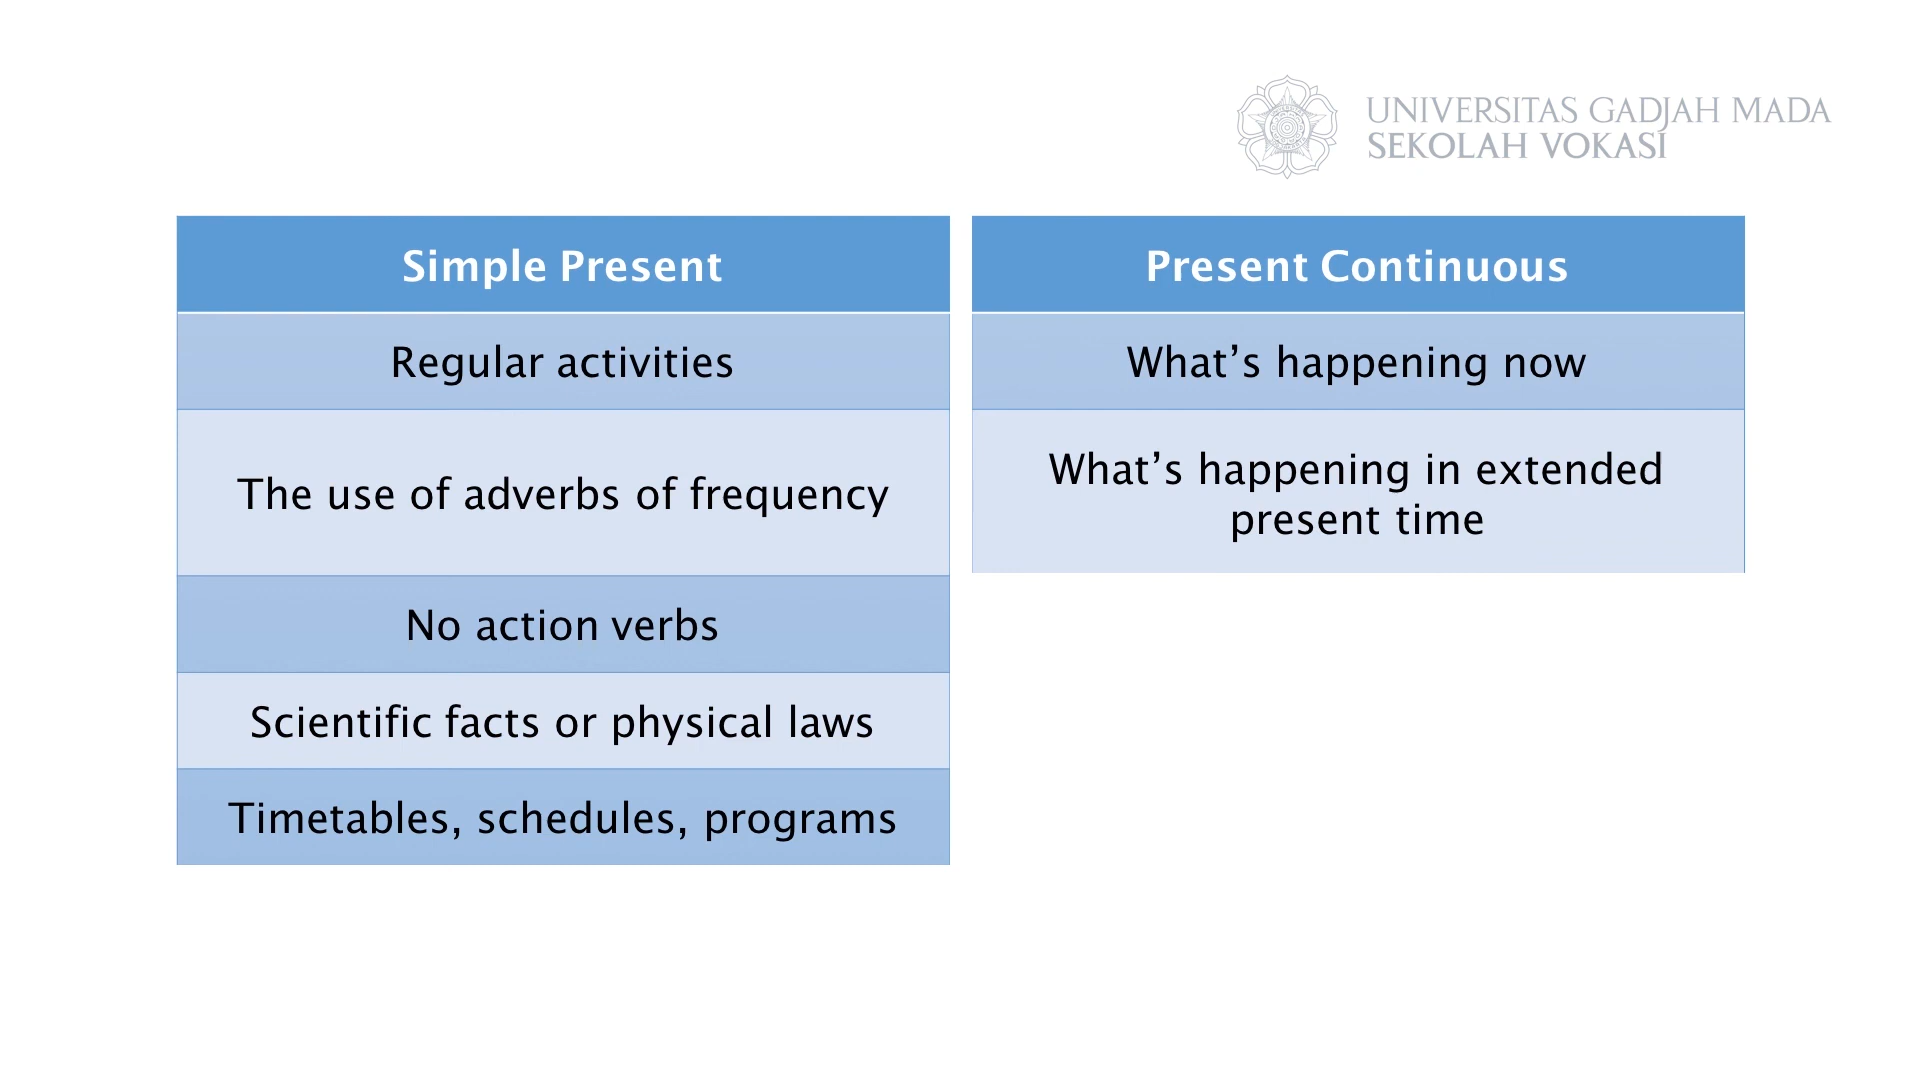 UNIVERSITAS GADJAH MADA
SEKOLAH VOKASI
Simple Present
Regular activities
The use of adverbs of frequency
No action verbs
Scientific facts or physical laws
Timetables, schedules, programs
Present Continuous
What’s happening now
What’s happening in extended
present time